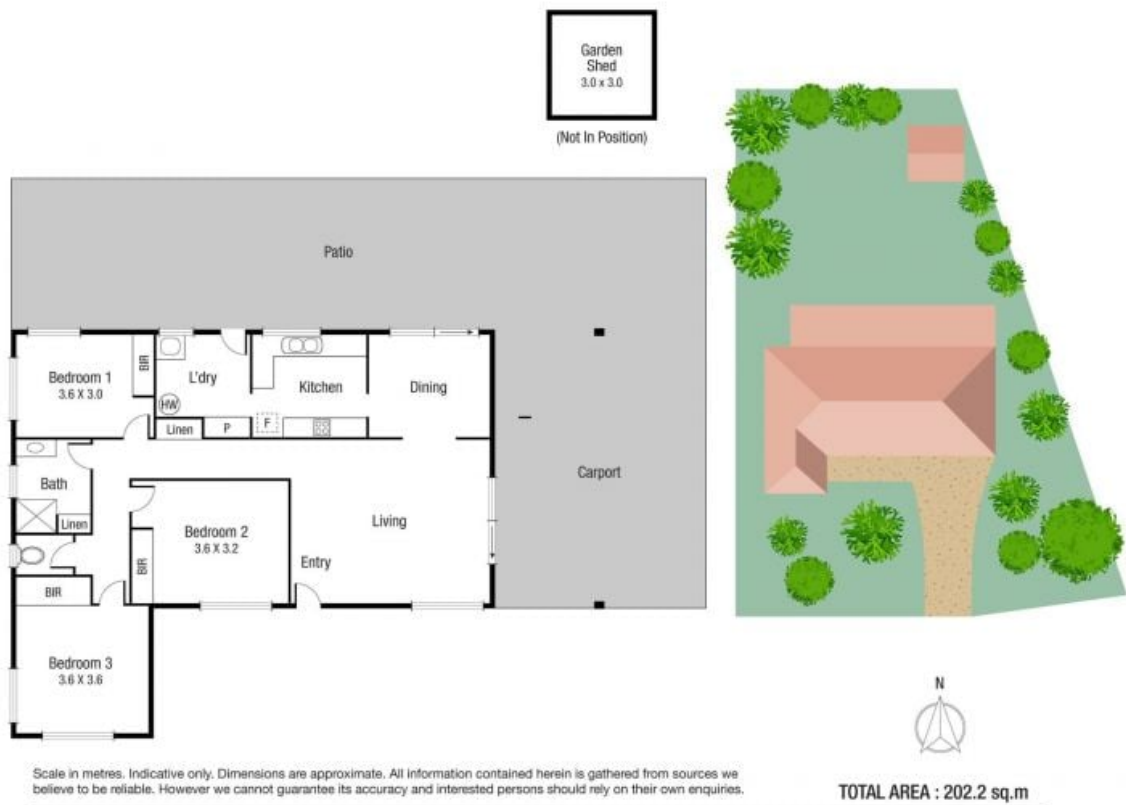 Garden
Shed
3.0 x 3.0
(Not In Position)
Patio
Bedroom 1
3.6 X 3.0
BIR
L'dry
HW
Linen
P
Kitchen
F
Dining
Bath
Linen
Bedroom 2
3.6 X 3.2
BIR
Living
Entry
Carport
BIR
Bedroom 3
3.6 X 3.6
N
Scale in metres. Indicative only. Dimensions are approximate. All information contained herein is gathered from sources we
believe to be reliable. However we cannot guarantee its accuracy and interested persons should rely on their own enquiries.
TOTAL AREA : 202.2 sq.m